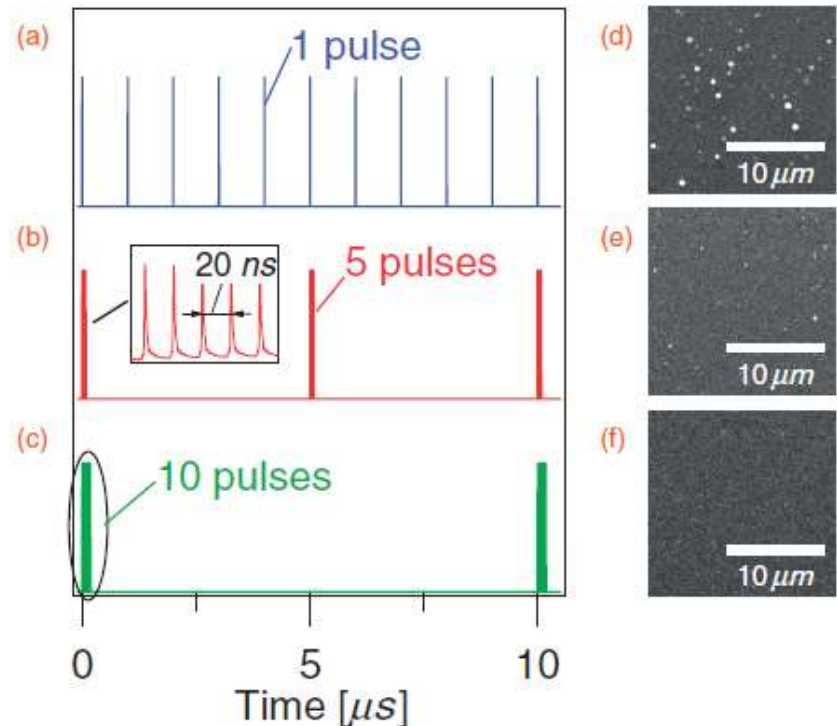 (a)
1 pulse
(b)
20 ns
5 pulses
(c)
10 pulses
0
5
10
Time [μs]
(d)
10 μm
(e)
10 μm
(f)
10 μm